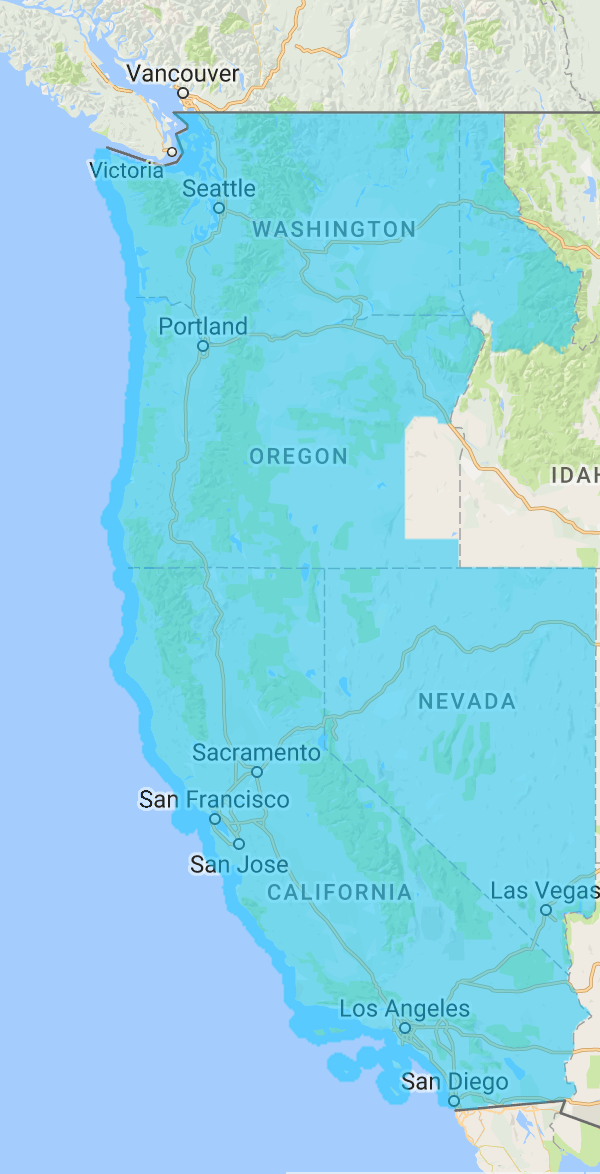 Vancouver
Victoria
Seattle
WASHINGTON
Portland
OREGON
IDAH
NEVADA
Sacramento
San Francisco
San Jose
CALIFORNIA
Las Vegas
Los Angeles
San Diego